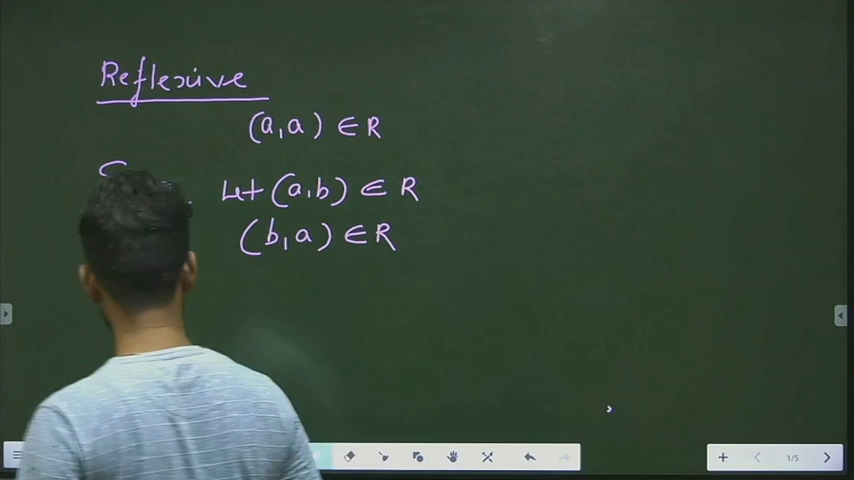 Reflexive
(a,a) ∈ R
Let (a,b) ∈ R
(b,a) ∈ R
1/5